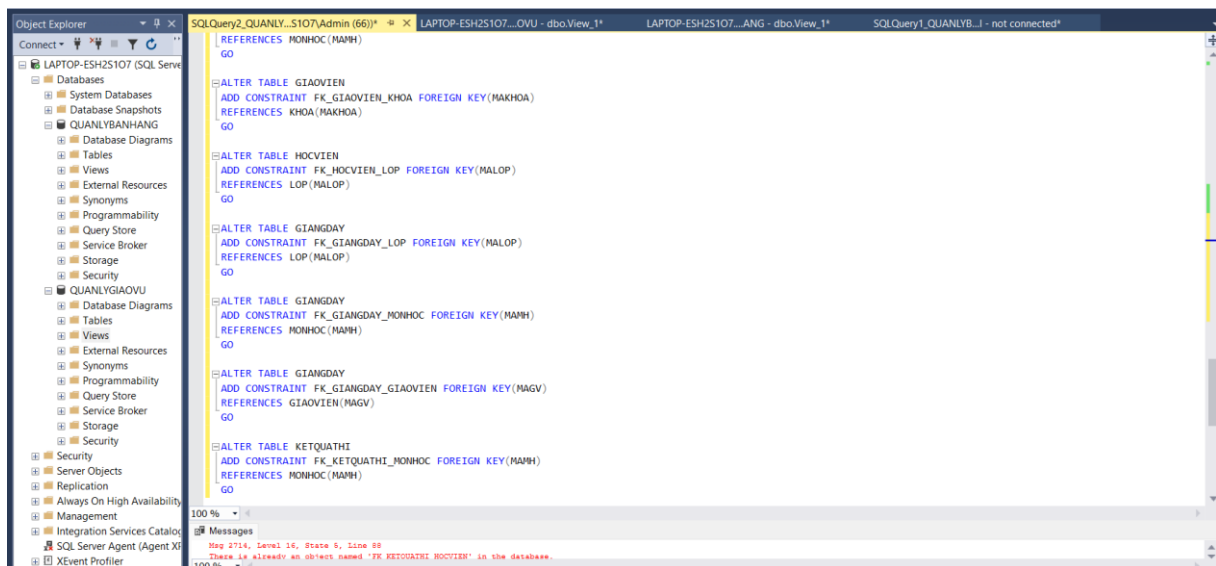 Object Explorer
Connect
LAPTOP-ESH2S1O7 (SQL Serve
Databases
System Databases
Database Snapshots
QUANLYBANHANG
Database Diagrams
Tables
Views
External Resources
Synonyms
Programmability
Query Store
Service Broker
Storage
Security
QUANLYGIAOVU
Database Diagrams
Tables
Views
External Resources
Synonyms
Programmability
Query Store
Service Broker
Storage
Security
Security
Server Objects
Replication
Always On High Availability
Management
Integration Services Catalog
SQL Server Agent (Agent XP
XEvent Profiler
SQLQuery2_QUANLY...S1O7\Admin (66))* LAPTOP-ESH2S1O7....OVU - dbo.View_1* LAPTOP-ESH2S1O7....ANG - dbo.View_1* SQLQuery1_QUANLYB...l - not connected*
REFERENCES MONHOC(MAMH)
GO
ALTER TABLE GIAOVIEN
ADD CONSTRAINT FK_GIAOVIEN_KHOA FOREIGN KEY(MAKHOA)
REFERENCES KHOA(MAKHOA)
GO
ALTER TABLE HOCVIEN
ADD CONSTRAINT FK_HOCVIEN_LOP FOREIGN KEY(MALOP)
REFERENCES LOP(MALOP)
GO
ALTER TABLE GIANGDAY
ADD CONSTRAINT FK_GIANGDAY_LOP FOREIGN KEY(MALOP)
REFERENCES LOP(MALOP)
GO
ALTER TABLE GIANGDAY
ADD CONSTRAINT FK_GIANGDAY_MONHOC FOREIGN KEY(MAMH)
REFERENCES MONHOC(MAMH)
GO
ALTER TABLE GIANGDAY
ADD CONSTRAINT FK_GIANGDAY_GIAOVIEN FOREIGN KEY(MAGV)
REFERENCES GIAOVIEN(MAGV)
GO
ALTER TABLE KETQUATHI
ADD CONSTRAINT FK_KETQUATHI_MONHOC FOREIGN KEY(MAMH)
REFERENCES MONHOC(MAMH)
GO
100 %
Messages
Msg 2714, Level 16, State 5, Line 88
There is already an object named 'FK_KETQUATHI_HOCVIEN' in the database.
100 %